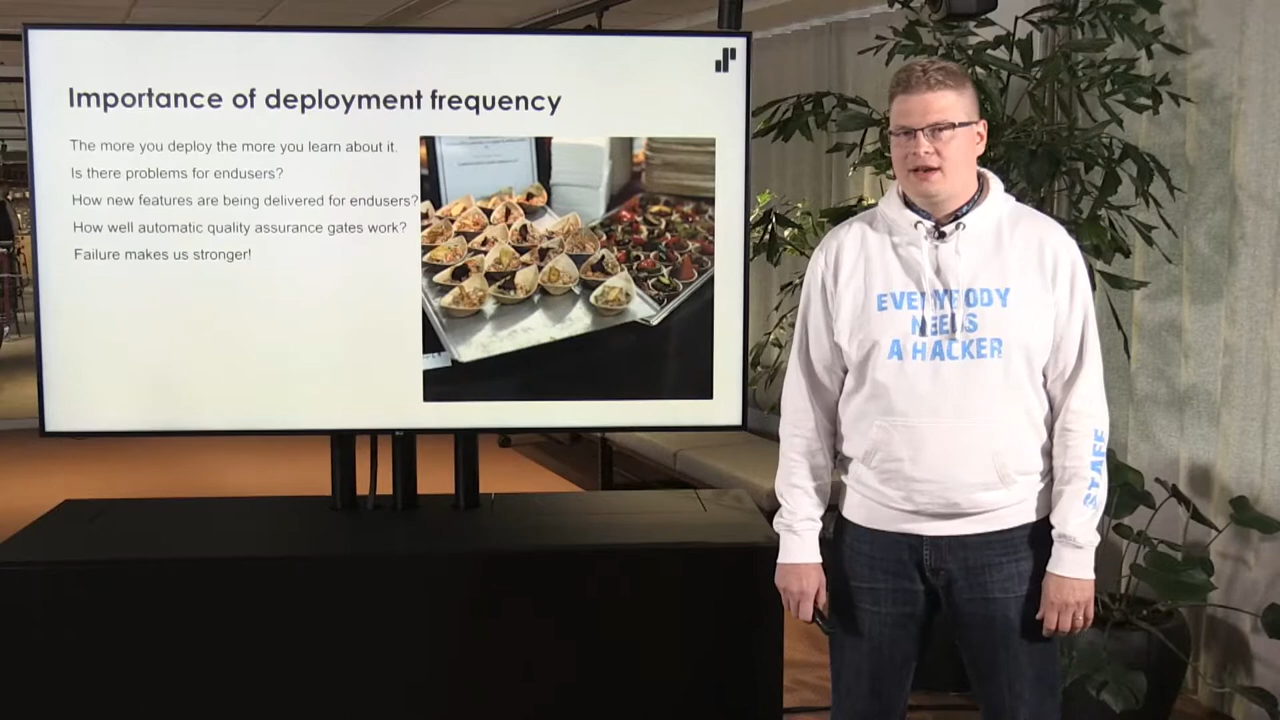 Importance of deployment frequency
The more you deploy the more you learn about it.
Is there problems for endusers?
How new features are being delivered for endusers?
How well automatic quality assurance gates work?
Failure makes us stronger!
EVERYBODY
NEEDS
A HACKER
STAFF